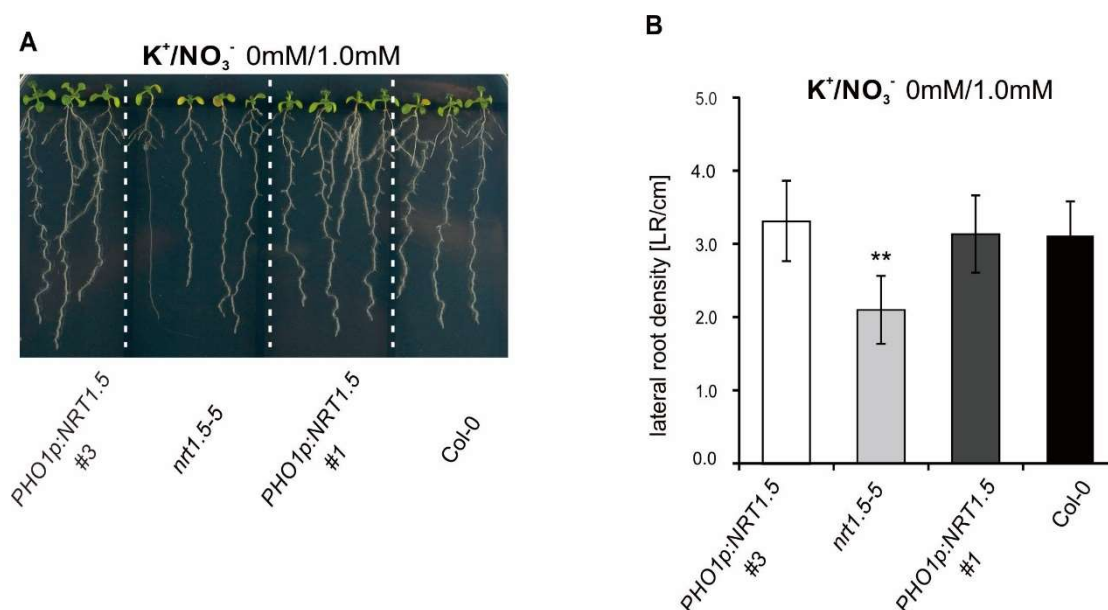 A
K⁺/NO₃⁻ 0mM/1.0mM
PHO1p:NRT1.5
#3
nrt1.5-5
PHO1p:NRT1.5
#1
Col-0
B
K⁺/NO₃⁻ 0mM/1.0mM
lateral root density [LR/cm]
5.0
4.0
3.0
2.0
1.0
0.0
**
PHO1p:NRT1.5
#3
nrt1.5-5
PHO1p:NRT1.5
#1
Col-0